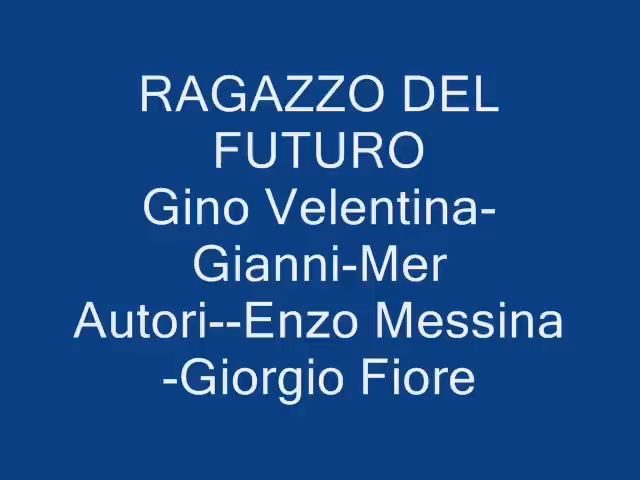 RAGAZZO DEL
FUTURO
Gino Velentina-
Gianni-Mer
Autori--Enzo Messina
-Giorgio Fiore